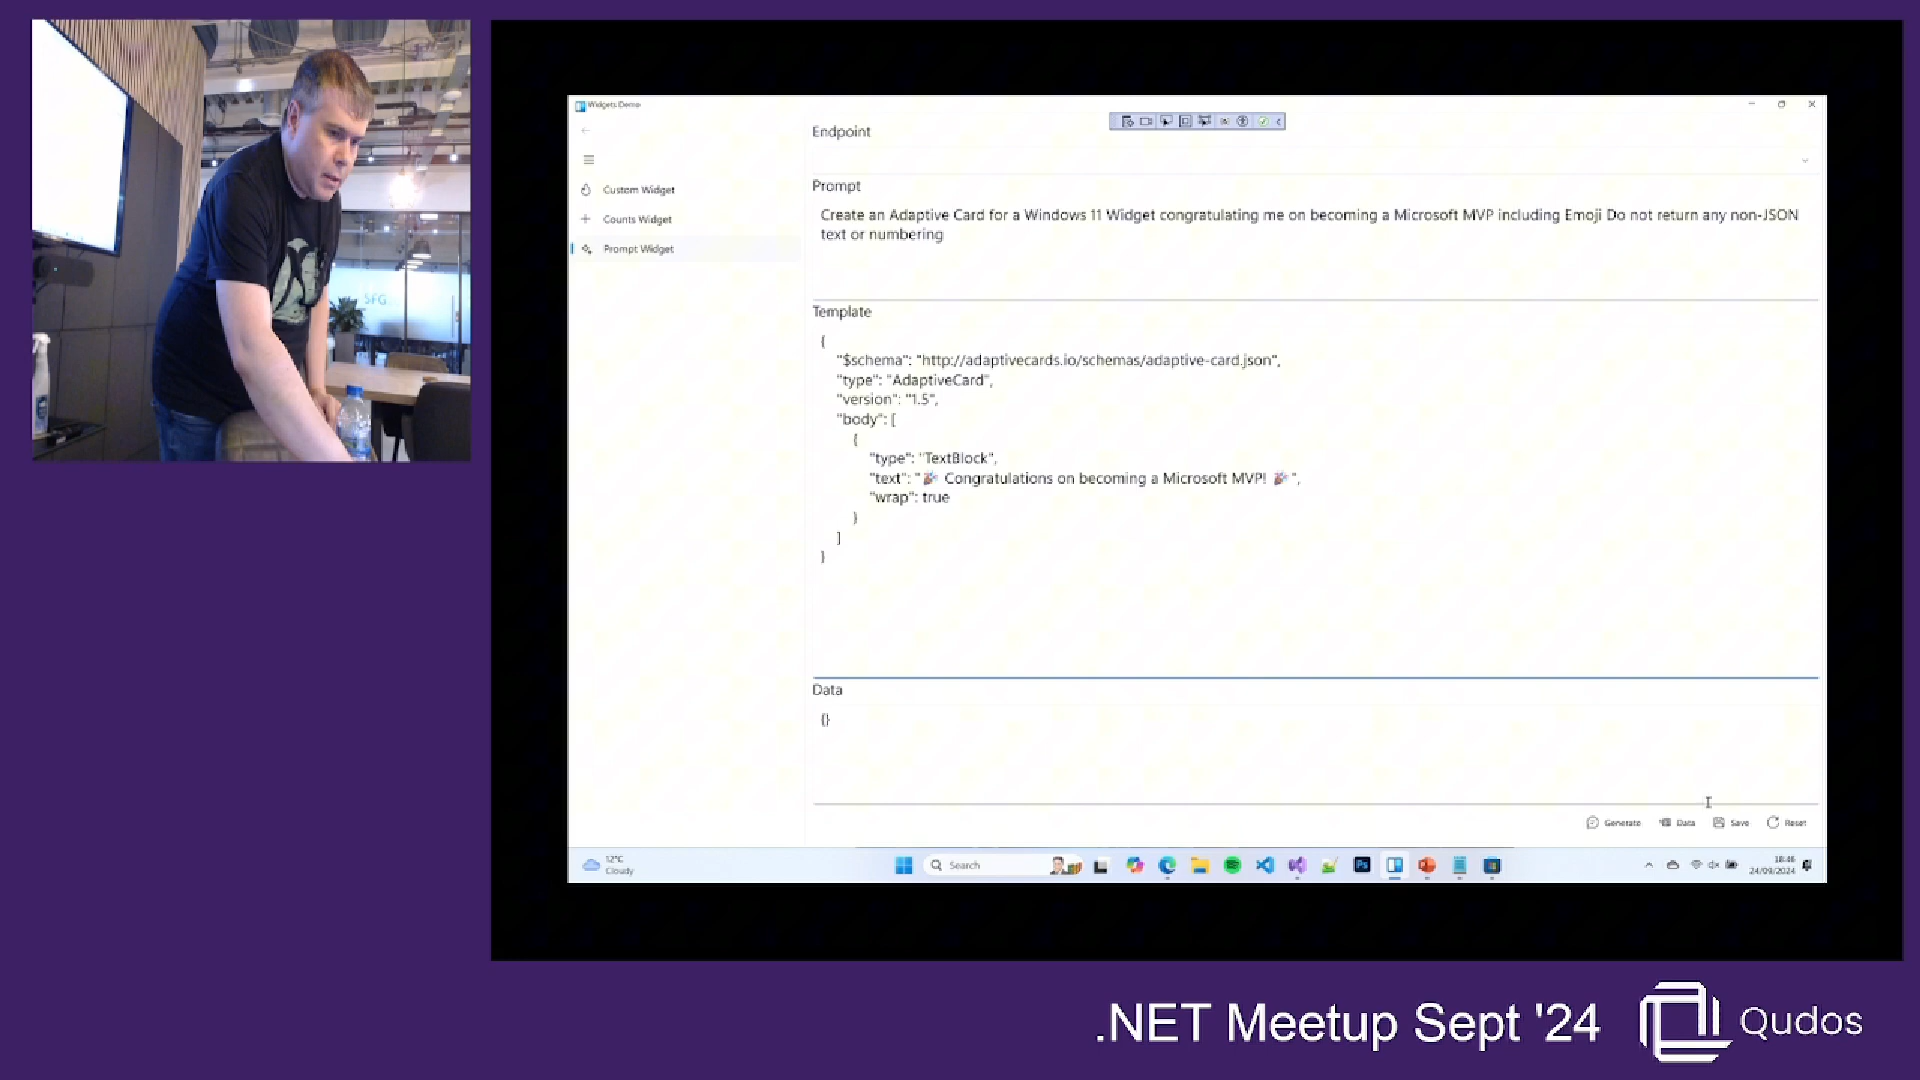 Widgets Demo
Endpoint
Custom Widget
Counts Widget
Prompt Widget
Prompt
Create an Adaptive Card for a Windows 11 Widget congratulating me on becoming a Microsoft MVP including Emoji Do not return any non-JSON
text or numbering
Template
{
"$schema": "http://adaptivecards.io/schemas/adaptive-card.json",
"type": "AdaptiveCard",
"version": "1.5",
"body": [
{
"type": "TextBlock",
"text": "🎉 Congratulations on becoming a Microsoft MVP! 🎉",
"wrap": true
}
]
}
Data
{}
Generate Data Save Reset
12°C
Cloudy
Search
Ps
18:46
24/09/2024
SFG
.NET Meetup Sept '24
Qudos